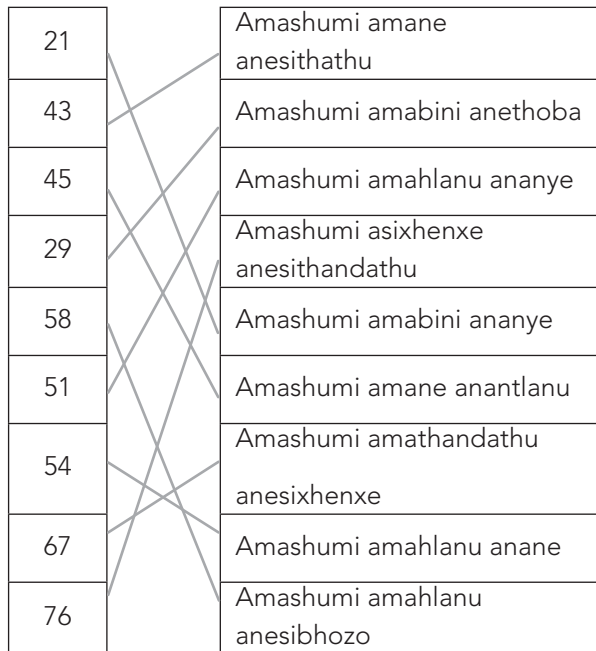 21
Amashumi amane
anesithathu
43
Amashumi amabini anethoba
45
Amashumi amahlanu ananye
29
Amashumi asixhenxe
anesithandathu
58
Amashumi amabini ananye
51
Amashumi amane anantlanu
54
Amashumi amathandathu
anesixhenxe
67
Amashumi amahlanu anane
76
Amashumi amahlanu
anesibhozo